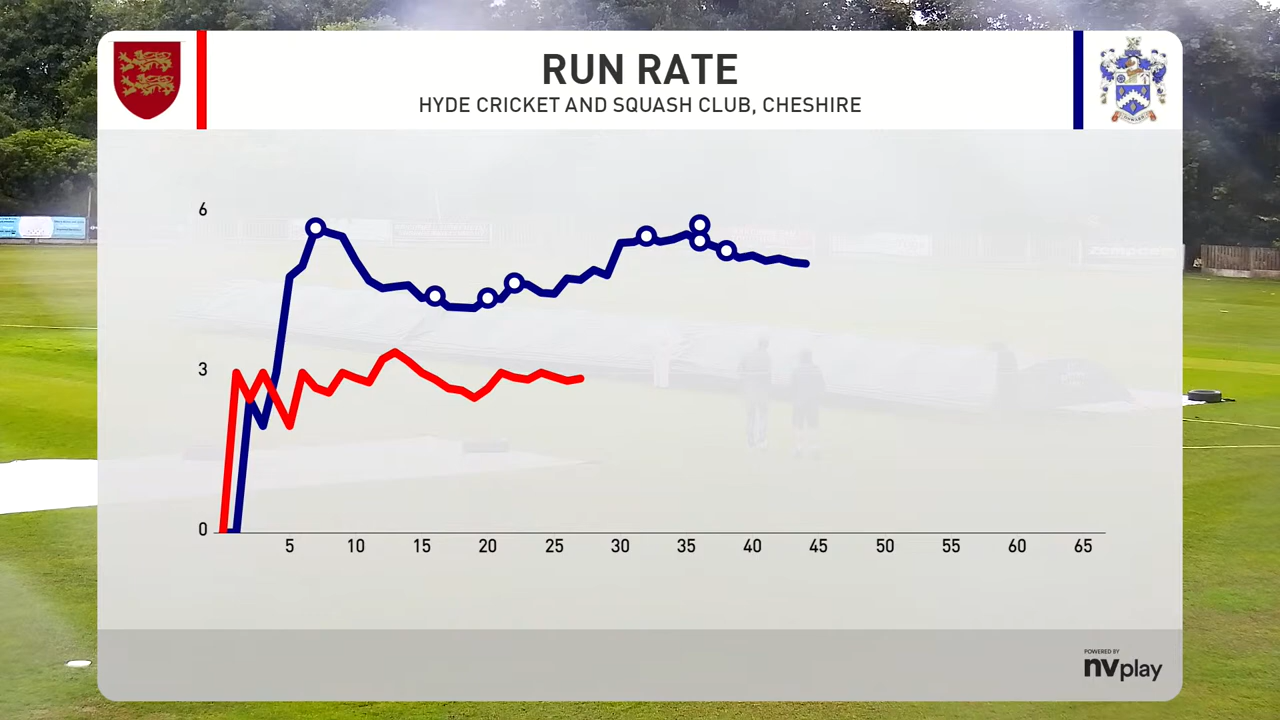 RUN RATE
HYDE CRICKET AND SQUASH CLUB, CHESHIRE
6
3
0
5 10 15 20 25 30 35 40 45 50 55 60 65
POWERED BY
nvplay